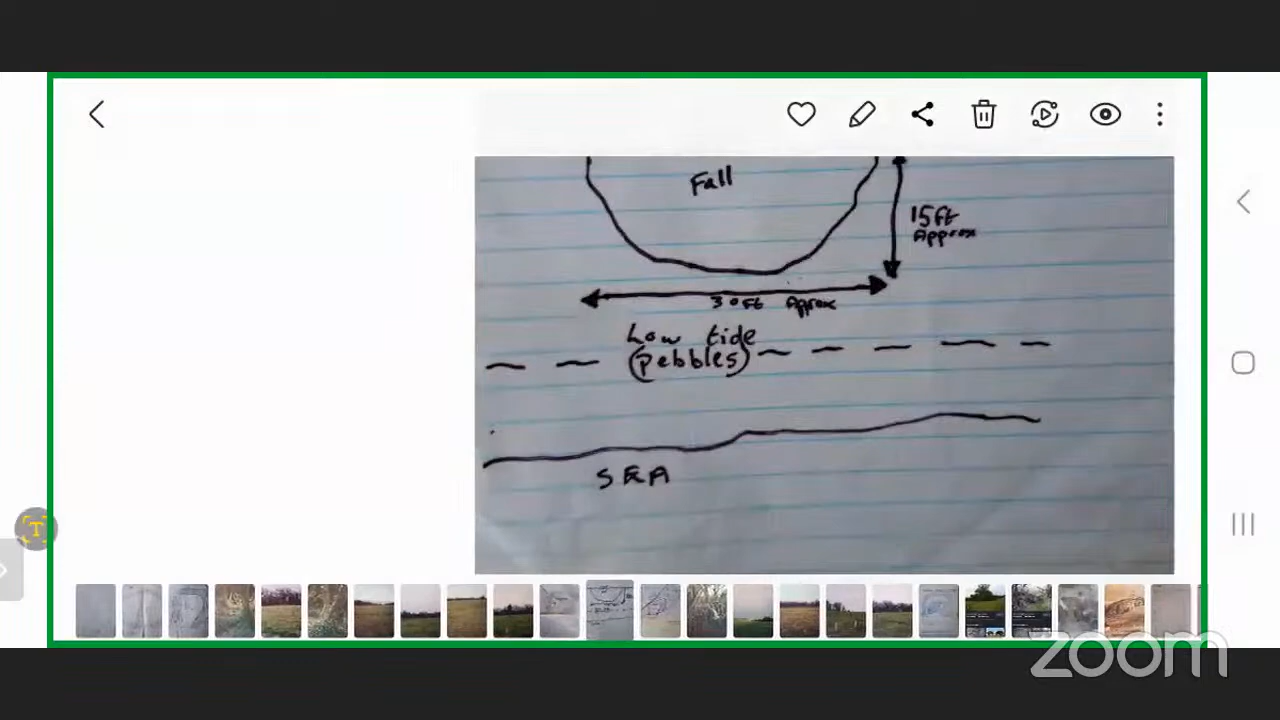 Fall
15ft
Approx
30ft Approx
Low tide
(pebbles)
SEA
T
zoom